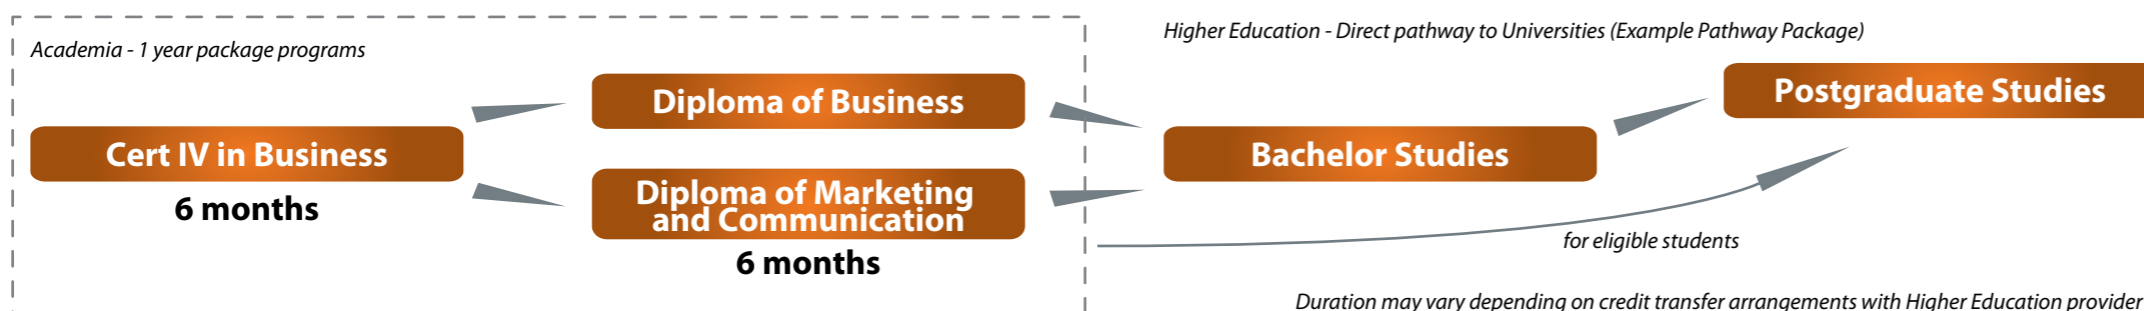 Academia - 1 year package programs
Higher Education - Direct pathway to Universities (Example Pathway Package)
Cert IV in Business
6 months
Diploma of Business
Diploma of Marketing
and Communication
6 months
Bachelor Studies
Postgraduate Studies
for eligible students
Duration may vary depending on credit transfer arrangements with Higher Education provider